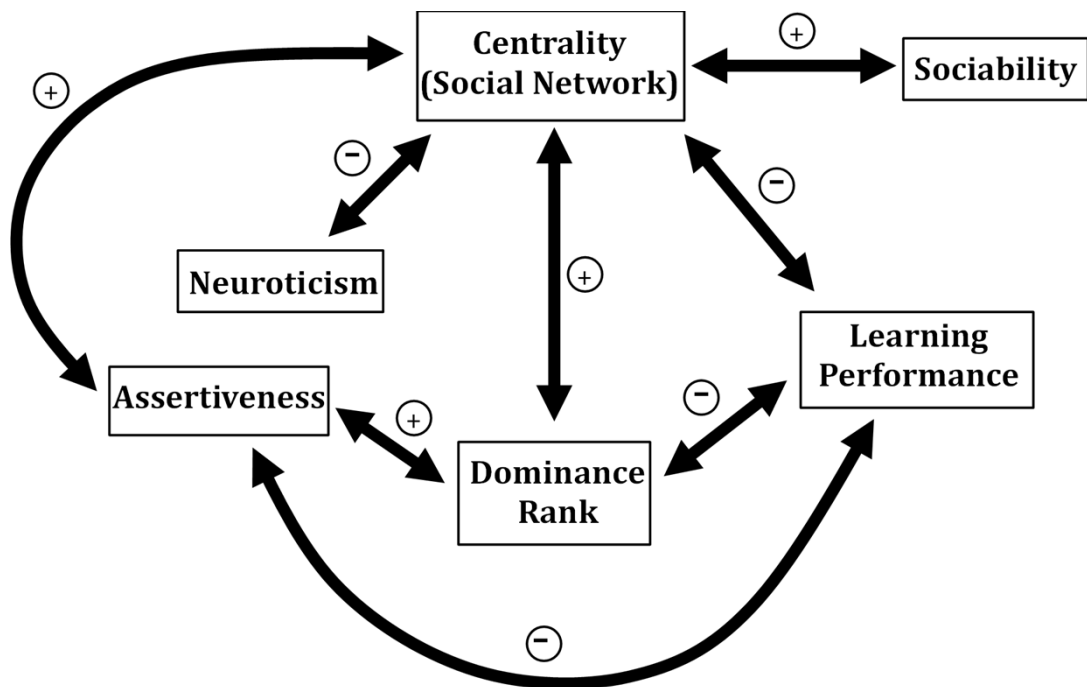 Centrality
(Social Network)
+
Sociability
+
−
−
Neuroticism
+
Learning
Performance
Assertiveness
−
+
Dominance
Rank
−